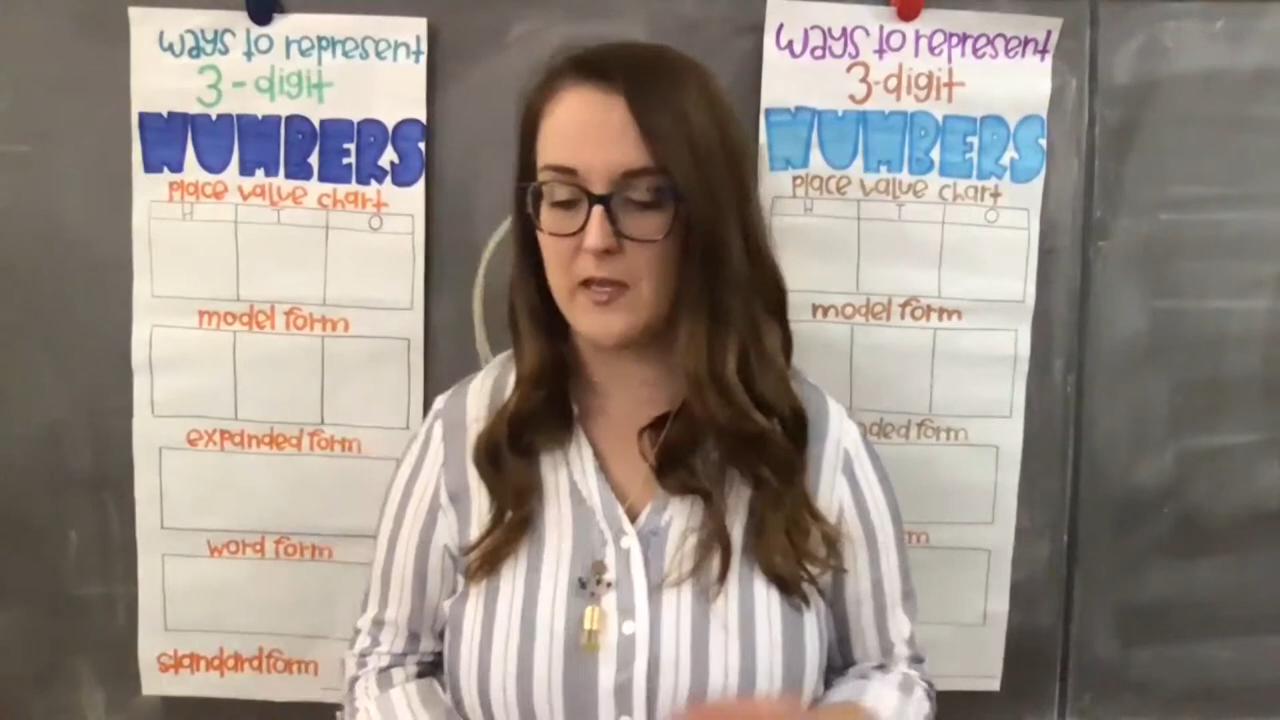 ways to represent
3-digit
NUMBERS
place value chart
H T O
model form
expanded form
word form
standard form
ways to represent
3-digit
NUMBERS
place value chart
H T O
model form
nded form
m